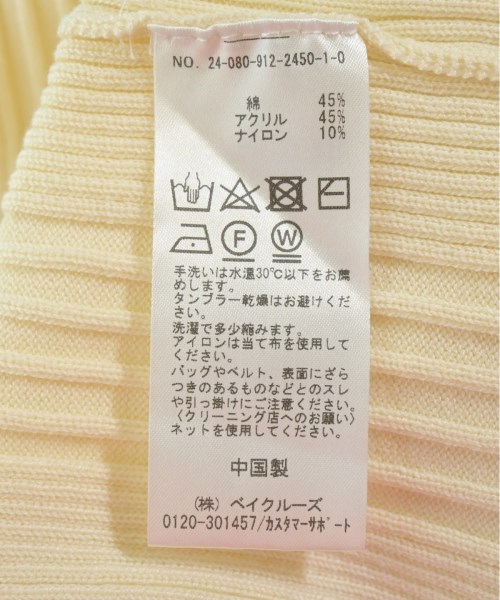 NO. 24-080-912-2450-1-0
綿 45%
アクリル 45%
ナイロン 10%
F W
手洗いは水温30℃以下をお薦
めします。
タンブラー乾燥はお避けくだ
さい。
洗濯で多少縮みます。
アイロンは当て布を使用して
ください。
バッグやベルト、表面にざら
つきのあるものなどとのスレ
や引っ掛けにご注意ください。
〈クリーニング店へのお願い〉
ネットを使用してください。
中国製
(株) ベイクルーズ
0120-301457/カスタマーサポート